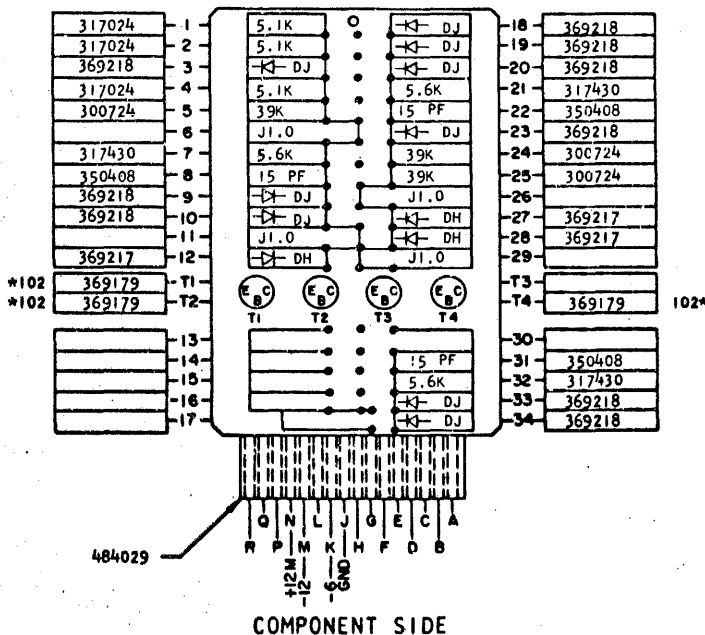 317024 1 5.1K DJ 18 369218
317024 2 5.1K DJ 19 369218
369218 3 DJ DJ 20 369218
317024 4 5.1K 5.6K 21 317430
300724 5 39K 15 PF 22 350408
6 J1.0 DJ 23 369218
317430 7 5.6K 39K 24 300724
350408 8 15 PF 39K 25 300724
369218 9 DJ J1.0 26
369218 10 DJ DH 27 369217
11 J1.0 DH 28 369217
369217 12 DH J1.0 29
*102 369179 T1 E B C E B C E B C E B C T3
*102 369179 T2 T4 369179 102*
T1 T2 T3 T4
13 30
14 15 PF 31 350408
15 5.6K 32 317430
16 DJ 33 369218
17 DJ 34 369218
Q N L J G E C A
R P M K H F D B
484029
+12M -12 -6 GND
COMPONENT SIDE